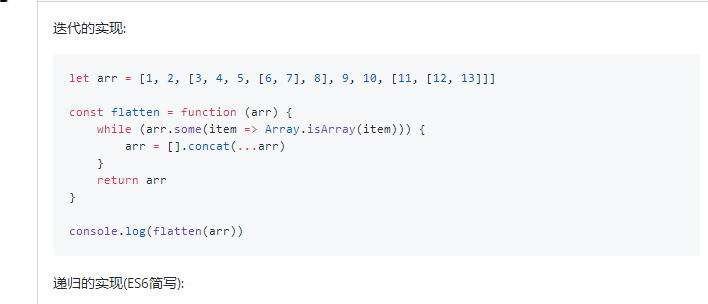 迭代的实现:
let arr = [1, 2, [3, 4, 5, [6, 7], 8], 9, 10, [11, [12, 13]]]
const flatten = function (arr) {
    while (arr.some(item => Array.isArray(item))) {
        arr = [].concat(...arr)
    }
    return arr
}
console.log(flatten(arr))
递归的实现(ES6简写):